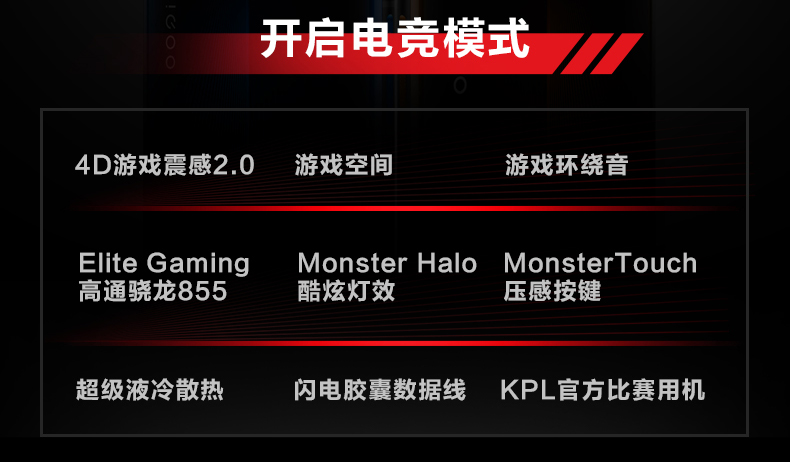 开启电竞模式
4D游戏震感2.0
游戏空间
游戏环绕音
Elite Gaming
高通骁龙855
Monster Halo
酷炫灯效
MonsterTouch
压感按键
超级液冷散热
闪电胶囊数据线
KPL官方比赛用机